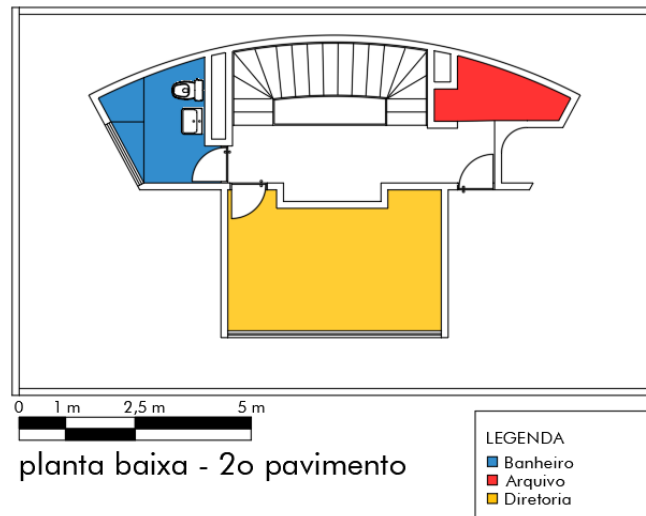 0 1 m 2,5 m 5 m
planta baixa - 2o pavimento
LEGENDA
Banheiro
Arquivo
Diretoria